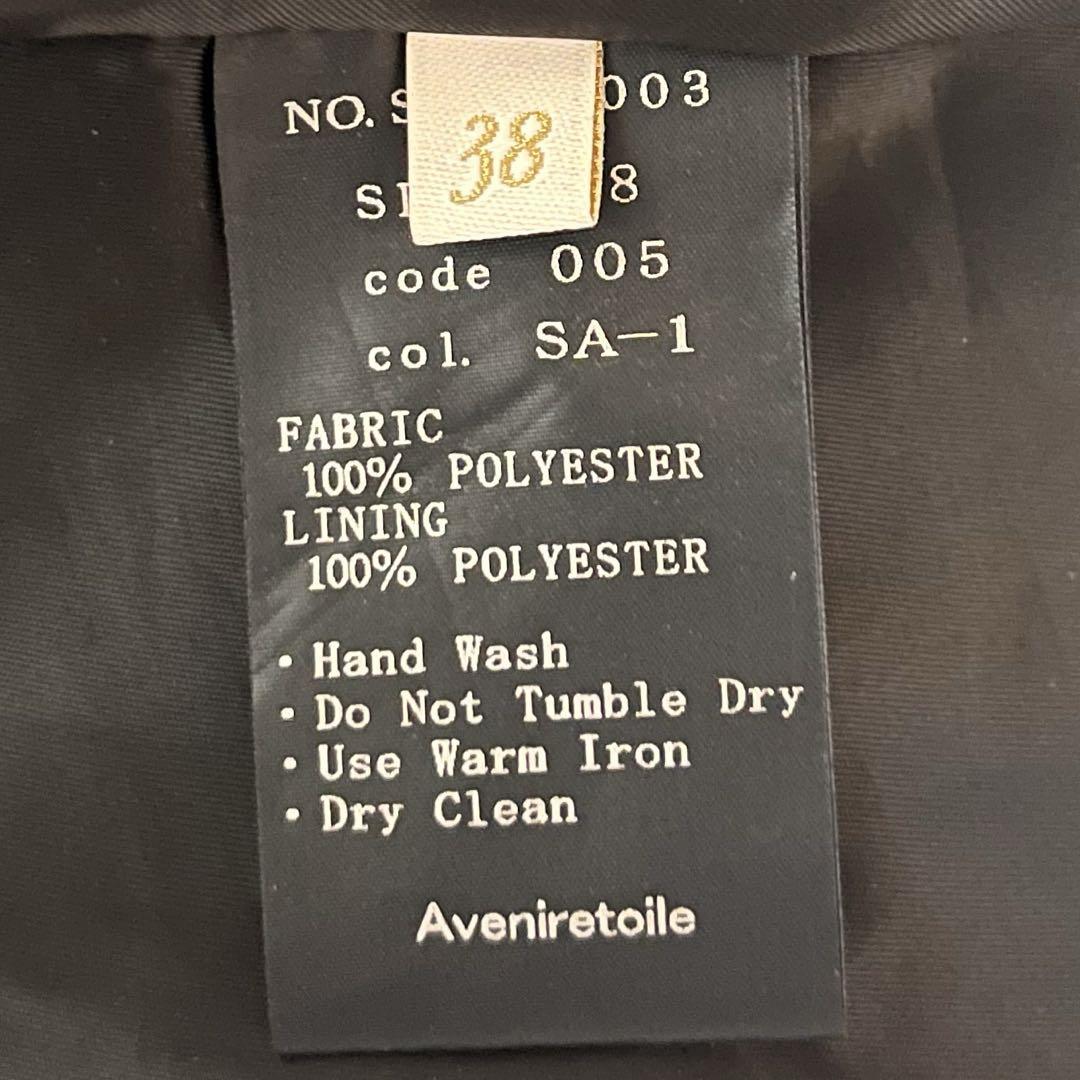 38
NO. S 003
SI 8
code 005
col. SA-1
FABRIC
100% POLYESTER
LINING
100% POLYESTER
・Hand Wash
・Do Not Tumble Dry
・Use Warm Iron
・Dry Clean
Aveniretoile